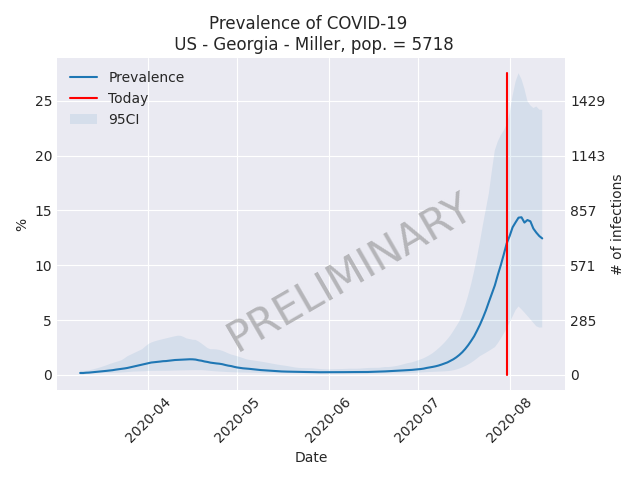 Prevalence of COVID-19
US - Georgia - Miller, pop. = 5718
Prevalence
Today
95CI
25
20
15
10
5
0
%
1429
1143
857
571
285
0
# of infections
PRELIMINARY
2020-04
2020-05
2020-06
2020-07
2020-08
Date